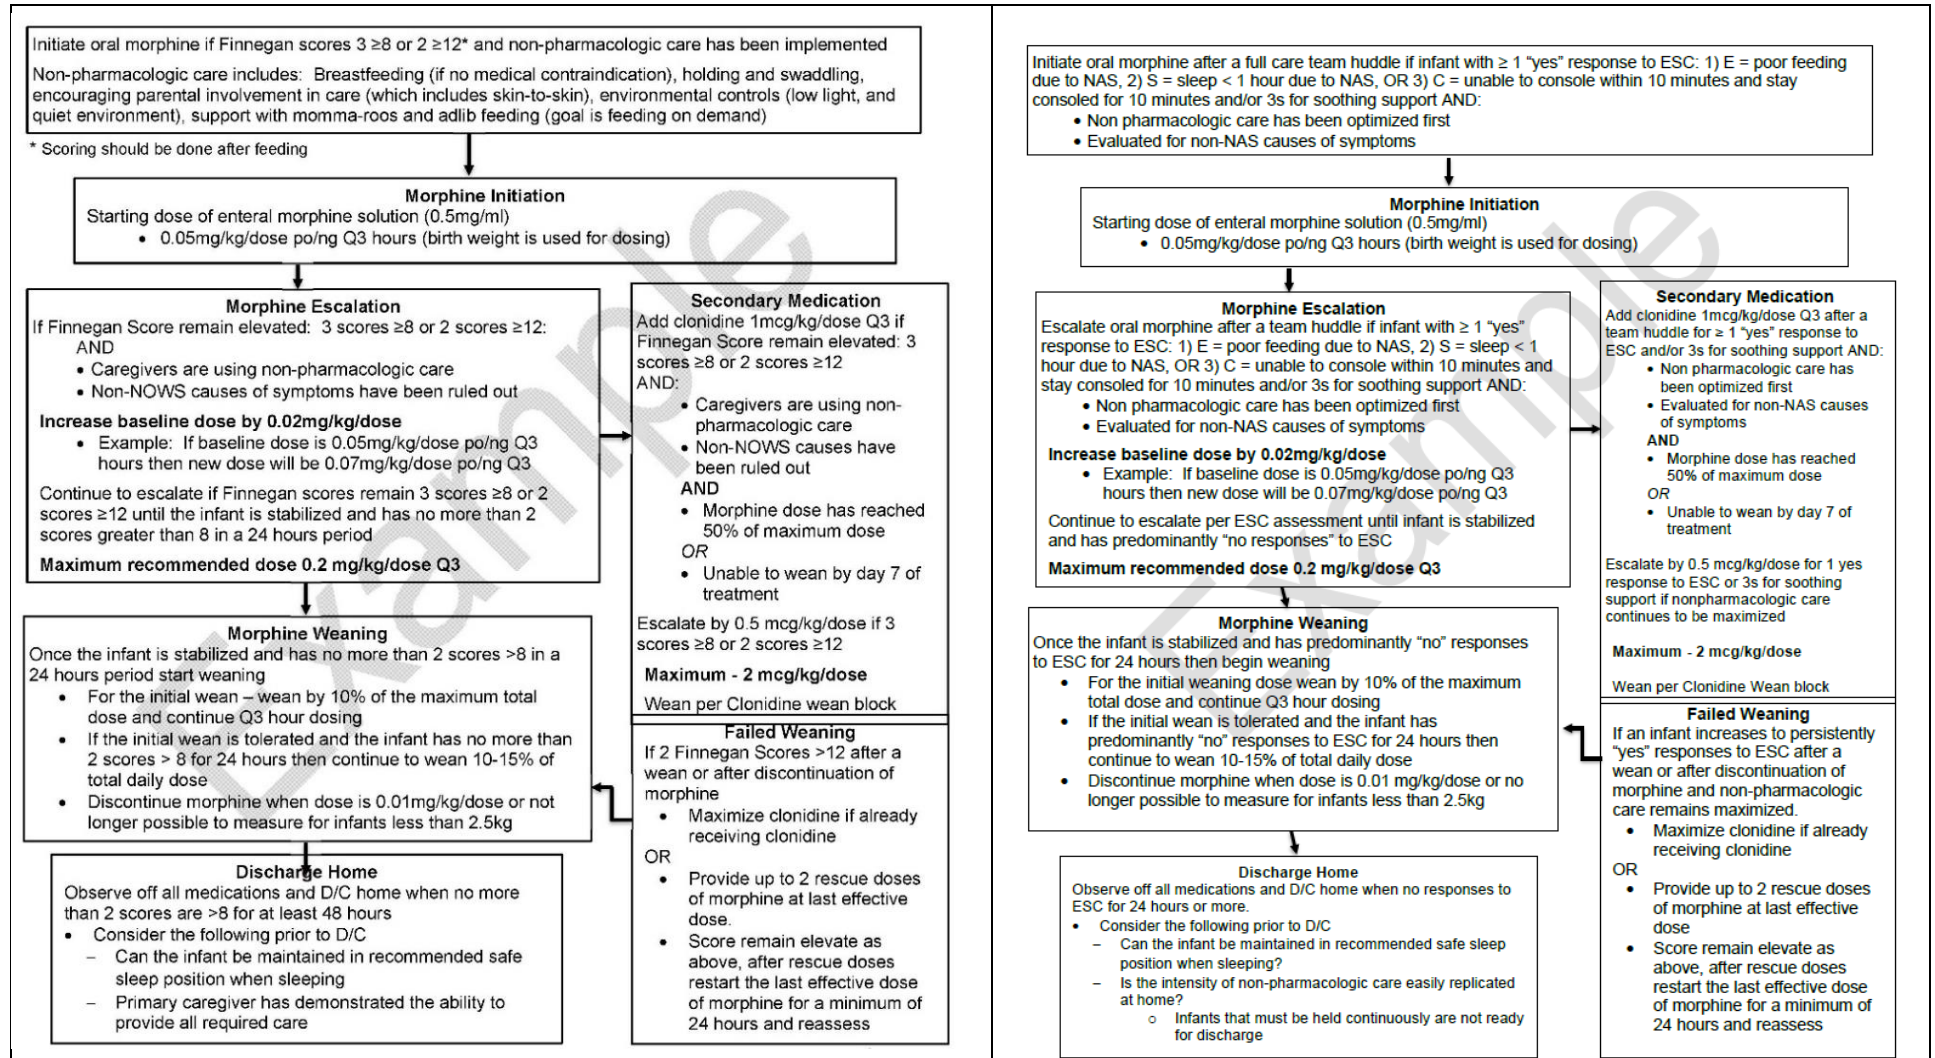 Initiate oral morphine if Finnegan scores 3 ≥8 or 2 ≥12* and non-pharmacologic care has been implemented
Non-pharmacologic care includes: Breastfeeding (if no medical contraindication), holding and swaddling,
encouraging parental involvement in care (which includes skin-to-skin), environmental controls (low light, and
quiet environment), support with momma-roos and adlib feeding (goal is feeding on demand)
* Scoring should be done after feeding
Morphine Initiation
Starting dose of enteral morphine solution (0.5mg/ml)
• 0.05mg/kg/dose po/ng Q3 hours (birth weight is used for dosing)
Morphine Escalation
If Finnegan Score remain elevated: 3 scores ≥8 or 2 scores ≥12:
AND
• Caregivers are using non-pharmacologic care
• Non-NOWS causes of symptoms have been ruled out
Increase baseline dose by 0.02mg/kg/dose
• Example: If baseline dose is 0.05mg/kg/dose po/ng Q3
hours then new dose will be 0.07mg/kg/dose po/ng Q3
Continue to escalate if Finnegan scores remain 3 scores ≥8 or 2
scores ≥12 until the infant is stabilized and has no more than 2
scores greater than 8 in a 24 hours period
Maximum recommended dose 0.2 mg/kg/dose Q3
Secondary Medication
Add clonidine 1mcg/kg/dose Q3 if
Finnegan Score remain elevated: 3
scores ≥8 or 2 scores ≥12
AND:
• Caregivers are using non-
pharmacologic care
• Non-NOWS causes have
been ruled out
AND
• Morphine dose has reached
50% of maximum dose
OR
• Unable to wean by day 7 of
treatment
Escalate by 0.5 mcg/kg/dose if 3
scores ≥8 or 2 scores ≥12
Maximum - 2 mcg/kg/dose
Wean per Clonidine wean block
Morphine Weaning
Once the infant is stabilized and has no more than 2 scores >8 in a
24 hours period start weaning
• For the initial wean – wean by 10% of the maximum total
dose and continue Q3 hour dosing
• If the initial wean is tolerated and the infant has no more than
2 scores > 8 for 24 hours then continue to wean 10-15% of
total daily dose
• Discontinue morphine when dose is 0.01mg/kg/dose or not
longer possible to measure for infants less than 2.5kg
Failed Weaning
If 2 Finnegan Scores >12 after a
wean or after discontinuation of
morphine
• Maximize clonidine if already
receiving clonidine
OR
• Provide up to 2 rescue doses
of morphine at last effective
dose.
• Score remain elevate as
above, after rescue doses
restart the last effective dose
of morphine for a minimum of
24 hours and reassess
Discharge Home
Observe off all medications and D/C home when no more
than 2 scores are >8 for at least 48 hours
• Consider the following prior to D/C
– Can the infant be maintained in recommended safe
sleep position when sleeping
– Primary caregiver has demonstrated the ability to
provide all required care
Example
Initiate oral morphine after a full care team huddle if infant with ≥ 1 “yes” response to ESC: 1) E = poor feeding
due to NAS, 2) S = sleep < 1 hour due to NAS, OR 3) C = unable to console within 10 minutes and stay
consoled for 10 minutes and/or 3s for soothing support AND:
• Non pharmacologic care has been optimized first
• Evaluated for non-NAS causes of symptoms
Morphine Initiation
Starting dose of enteral morphine solution (0.5mg/ml)
• 0.05mg/kg/dose po/ng Q3 hours (birth weight is used for dosing)
Morphine Escalation
Escalate oral morphine after a team huddle if infant with ≥ 1 “yes”
response to ESC: 1) E = poor feeding due to NAS, 2) S = sleep < 1
hour due to NAS, OR 3) C = unable to console within 10 minutes and
stay consoled for 10 minutes and/or 3s for soothing support AND:
• Non pharmacologic care has been optimized first
• Evaluated for non-NAS causes of symptoms
Increase baseline dose by 0.02mg/kg/dose
• Example: If baseline dose is 0.05mg/kg/dose po/ng Q3
hours then new dose will be 0.07mg/kg/dose po/ng Q3
Continue to escalate per ESC assessment until infant is stabilized
and has predominantly “no responses” to ESC
Maximum recommended dose 0.2 mg/kg/dose Q3
Secondary Medication
Add clonidine 1mcg/kg/dose Q3 after a
team huddle for ≥ 1 “yes” response to
ESC and/or 3s for soothing support AND:
• Non pharmacologic care has
been optimized first
• Evaluated for non-NAS causes
of symptoms
AND
• Morphine dose has reached
50% of maximum dose
OR
• Unable to wean by day 7 of
treatment
Escalate by 0.5 mcg/kg/dose for 1 yes
response to ESC or 3s for soothing
support if nonpharmacologic care
continues to be maximized
Maximum - 2 mcg/kg/dose
Wean per Clonidine Wean block
Morphine Weaning
Once the infant is stabilized and has predominantly “no” responses
to ESC for 24 hours then begin weaning
• For the initial weaning dose wean by 10% of the maximum
total dose and continue Q3 hour dosing
• If the initial wean is tolerated and the infant has
predominantly “no” responses to ESC for 24 hours then
continue to wean 10-15% of total daily dose
• Discontinue morphine when dose is 0.01 mg/kg/dose or no
longer possible to measure for infants less than 2.5kg
Failed Weaning
If an infant increases to persistently
“yes” responses to ESC after a
wean or after discontinuation of
morphine and non-pharmacologic
care remains maximized.
• Maximize clonidine if already
receiving clonidine
OR
• Provide up to 2 rescue doses
of morphine at last effective
dose
• Score remain elevate as
above, after rescue doses
restart the last effective dose
of morphine for a minimum of
24 hours and reassess
Discharge Home
Observe off all medications and D/C home when no responses to
ESC for 24 hours or more.
• Consider the following prior to D/C
– Can the infant be maintained in recommended safe sleep
position when sleeping?
– Is the intensity of non-pharmacologic care easily replicated
at home?
o Infants that must be held continuously are not ready
for discharge
Example